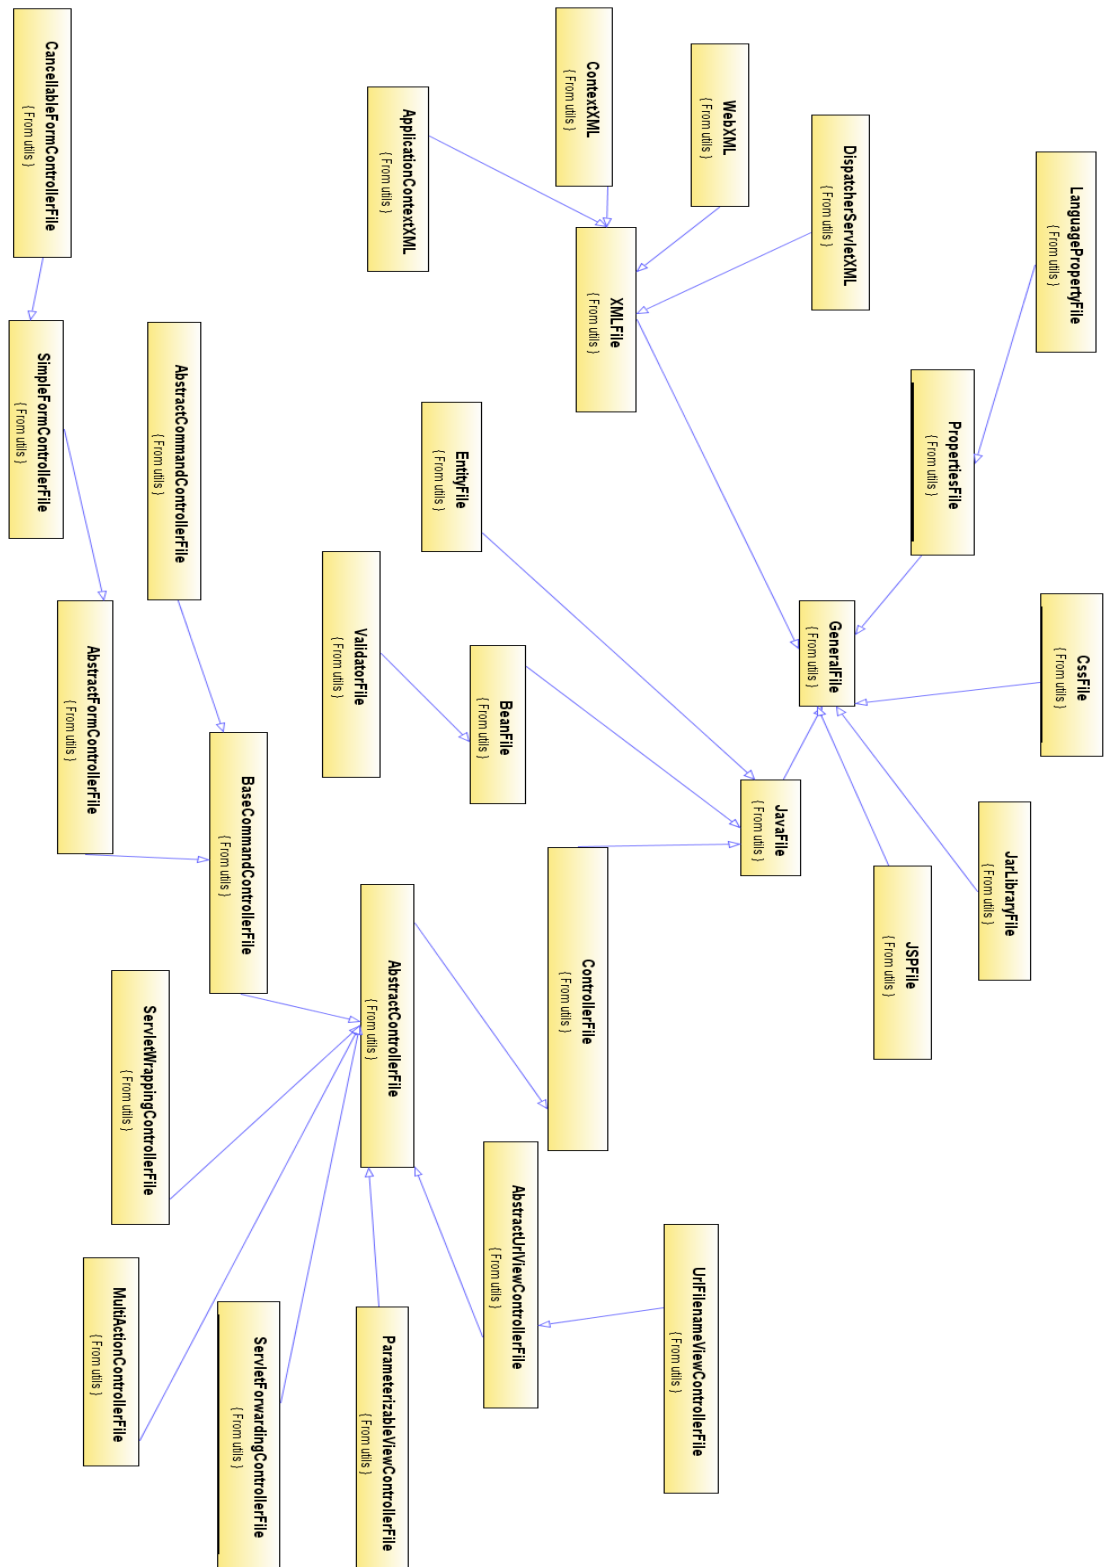 LanguagePropertyFile
{ From utils }
CssFile
{ From utils }
JarLibraryFile
{ From utils }
PropertiesFile
{ From utils }
JSPFile
{ From utils }
DispatcherServletXML
{ From utils }
GeneralFile
{ From utils }
WebXML
{ From utils }
JavaFile
{ From utils }
UrlFilenameViewControllerFile
{ From utils }
ContextXML
{ From utils }
XMLFile
{ From utils }
ControllerFile
{ From utils }
EntityFile
{ From utils }
BeanFile
{ From utils }
AbstractUrlViewControllerFile
{ From utils }
ApplicationContextXML
{ From utils }
ValidatorFile
{ From utils }
AbstractControllerFile
{ From utils }
ParameterizableViewControllerFile
{ From utils }
BaseCommandControllerFile
{ From utils }
ServletForwardingControllerFile
{ From utils }
AbstractCommandControllerFile
{ From utils }
ServletWrappingControllerFile
{ From utils }
MultiActionControllerFile
{ From utils }
AbstractFormControllerFile
{ From utils }
CancellableFormControllerFile
{ From utils }
SimpleFormControllerFile
{ From utils }